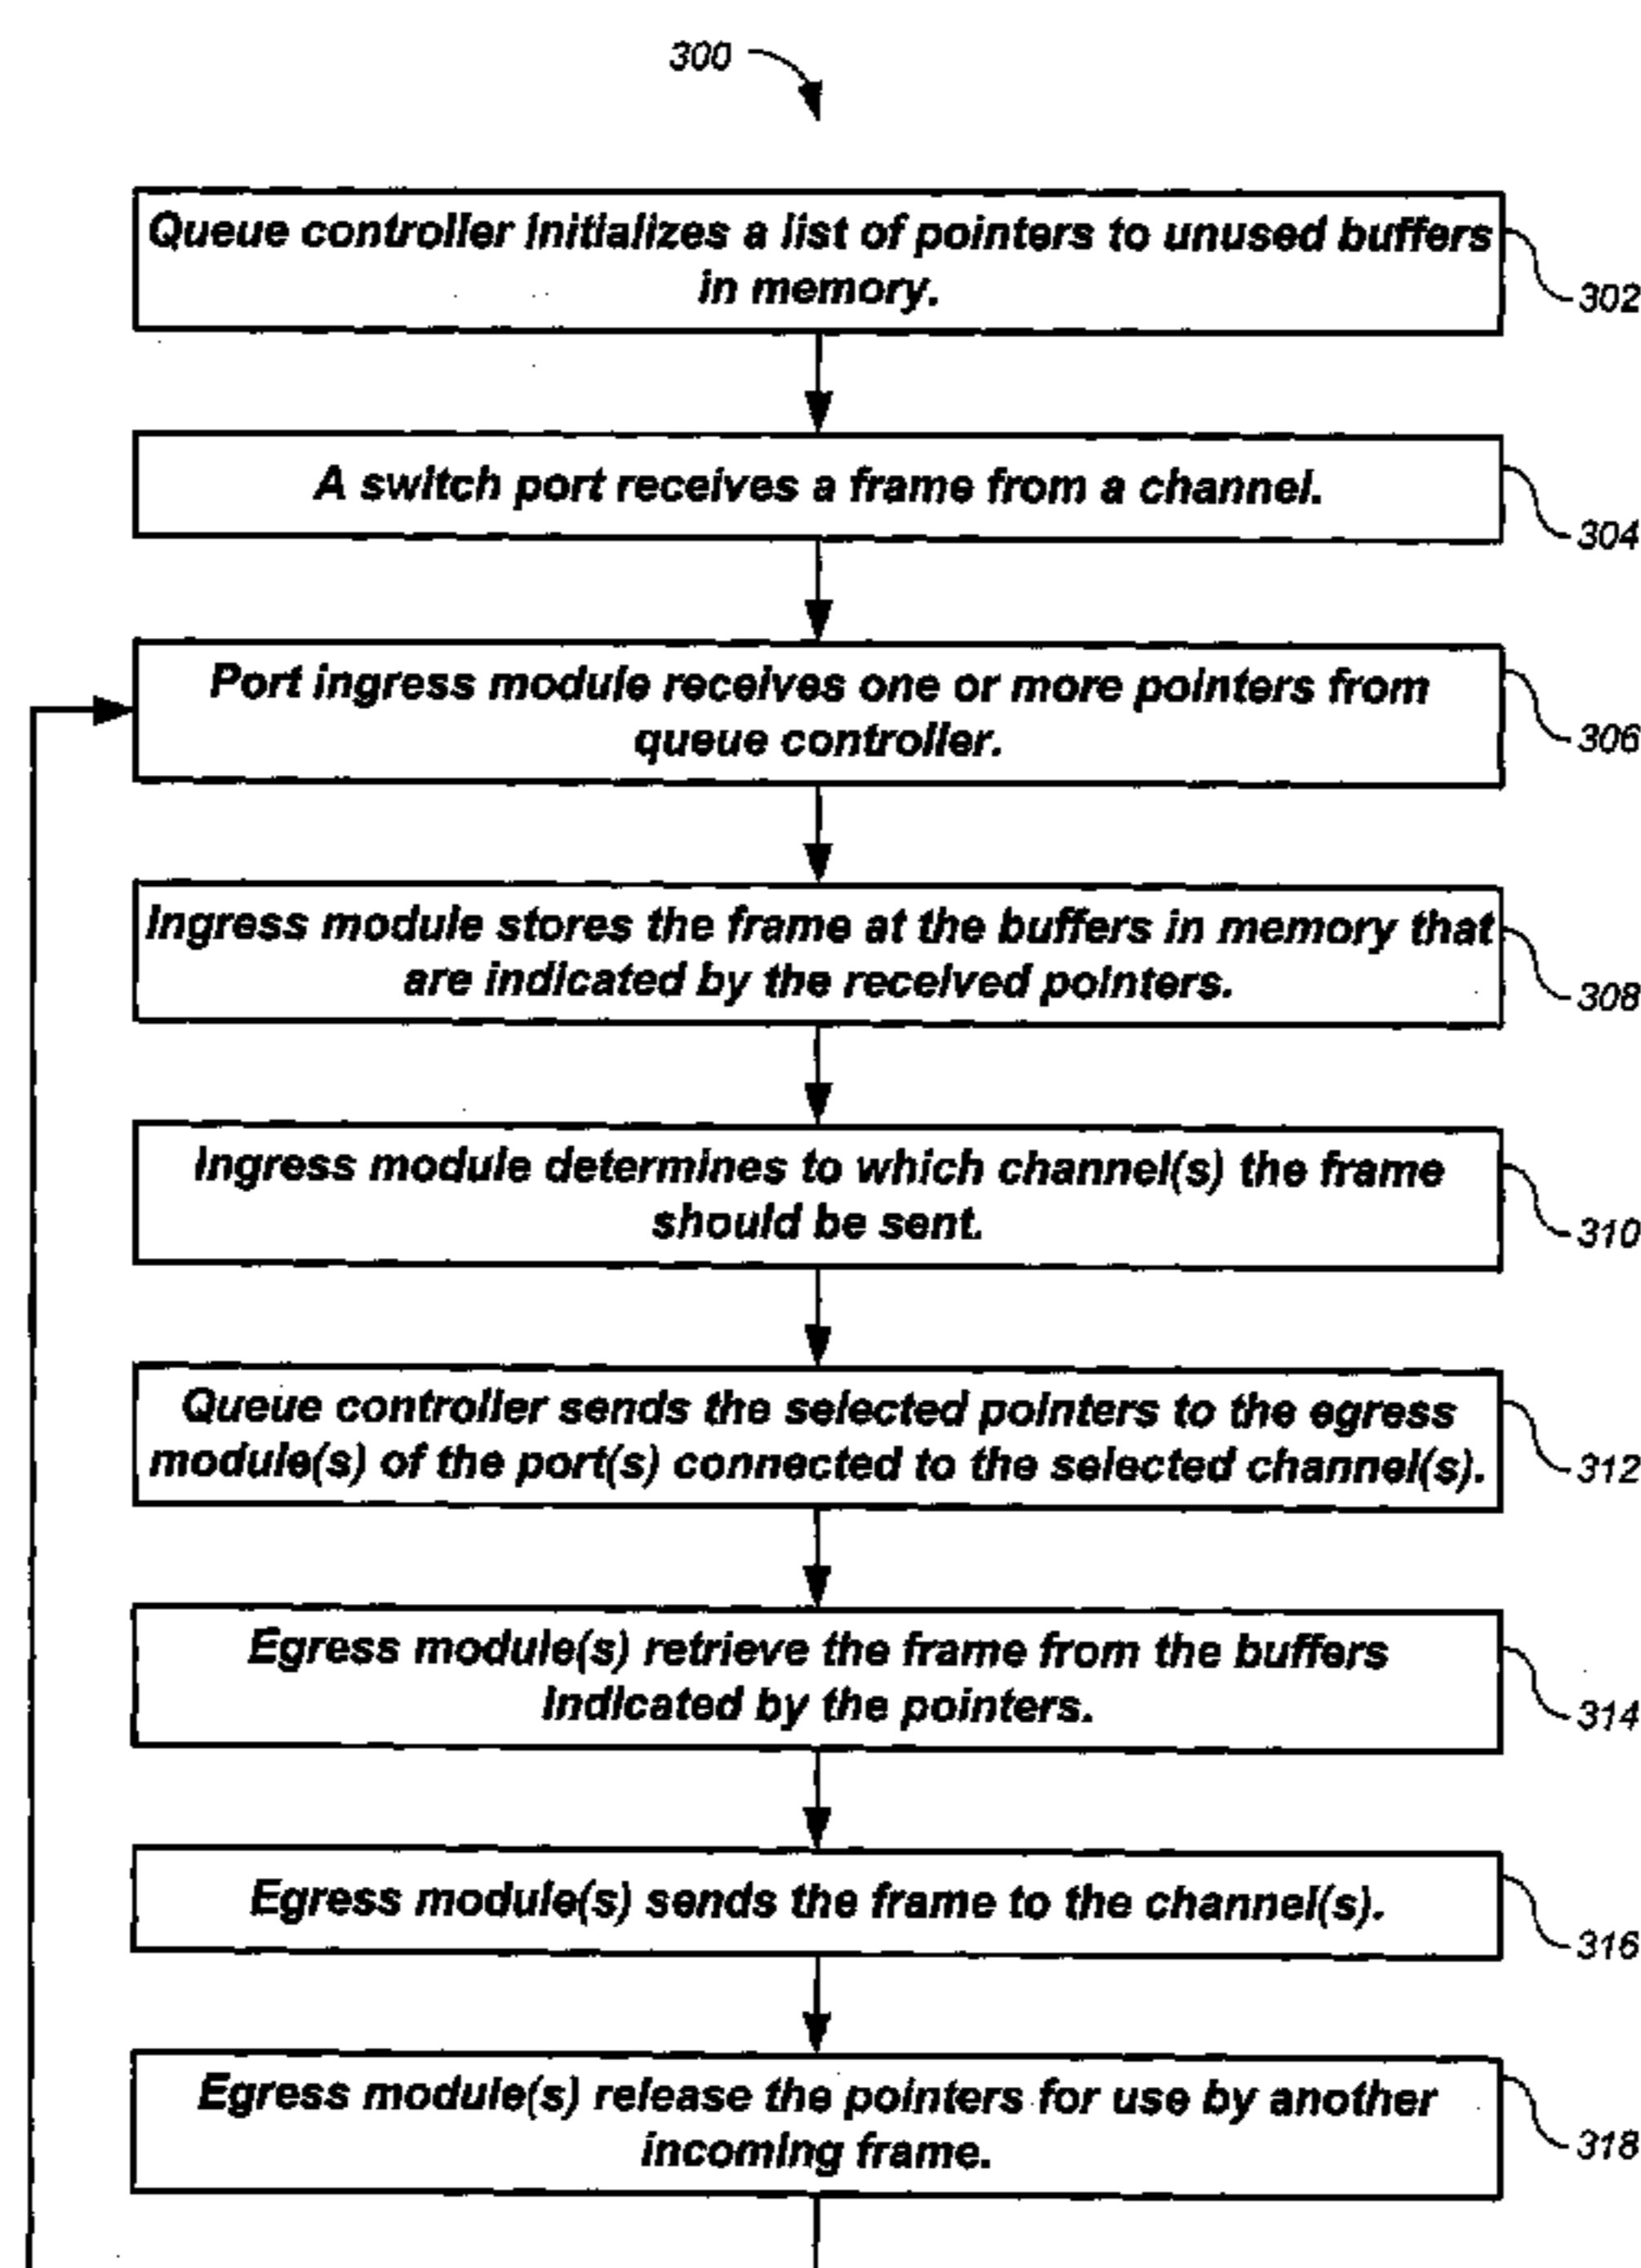 300
Queue controller initializes a list of pointers to unused buffers
in memory.
302
A switch port receives a frame from a channel.
304
Port ingress module receives one or more pointers from
queue controller.
306
Ingress module stores the frame at the buffers in memory that
are indicated by the received pointers.
308
Ingress module determines to which channel(s) the frame
should be sent.
310
Queue controller sends the selected pointers to the egress
module(s) of the port(s) connected to the selected channel(s).
312
Egress module(s) retrieve the frame from the buffers
indicated by the pointers.
314
Egress module(s) sends the frame to the channel(s).
316
Egress module(s) release the pointers for use by another
incoming frame.
318